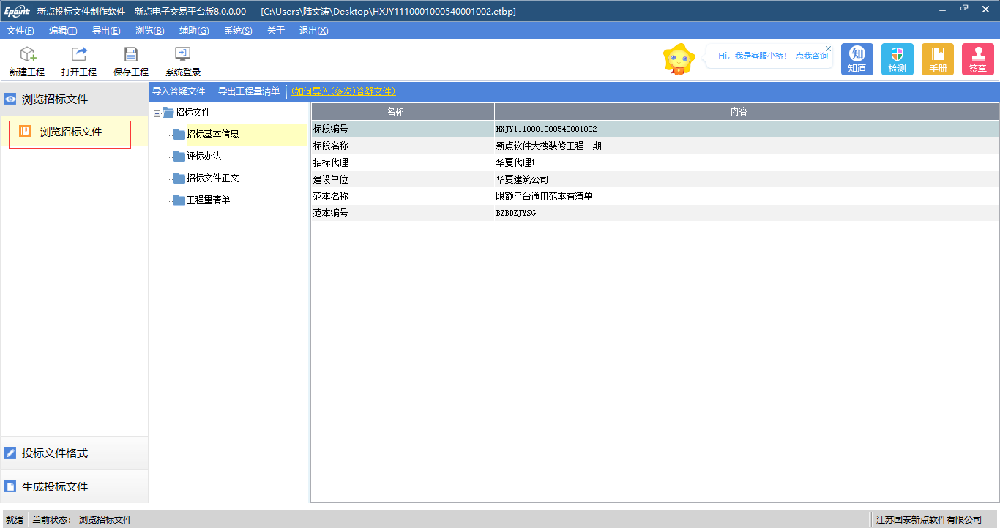 Epoint 新点投标文件制作软件—新点电子交易平台版8.0.0.00 [C:\Users\陆文涛\Desktop\HXJY1110001000540001002.etbp]
文件(F) 编辑(T) 导出(E) 浏览(B) 辅助(G) 系统(S) 关于 退出(X)
新建工程 打开工程 保存工程 系统登录
Hi，我是客服小桥！ 点我咨询
知
知道 检测 手册 签章
浏览招标文件
浏览招标文件
投标文件格式
生成投标文件
导入答疑文件 导出工程量清单 (如何导入(多次)答疑文件)
招标文件
招标基本信息
评标办法
招标文件正文
工程量清单
名称 内容
标段编号 HXJY1110001000540001002
标段名称 新点软件大楼装修工程一期
招标代理 华夏代理1
建设单位 华夏建筑公司
范本名称 限额平台通用范本有清单
范本编号 BZBDZJYSG
就绪 当前状态： 浏览招标文件 江苏国泰新点软件有限公司